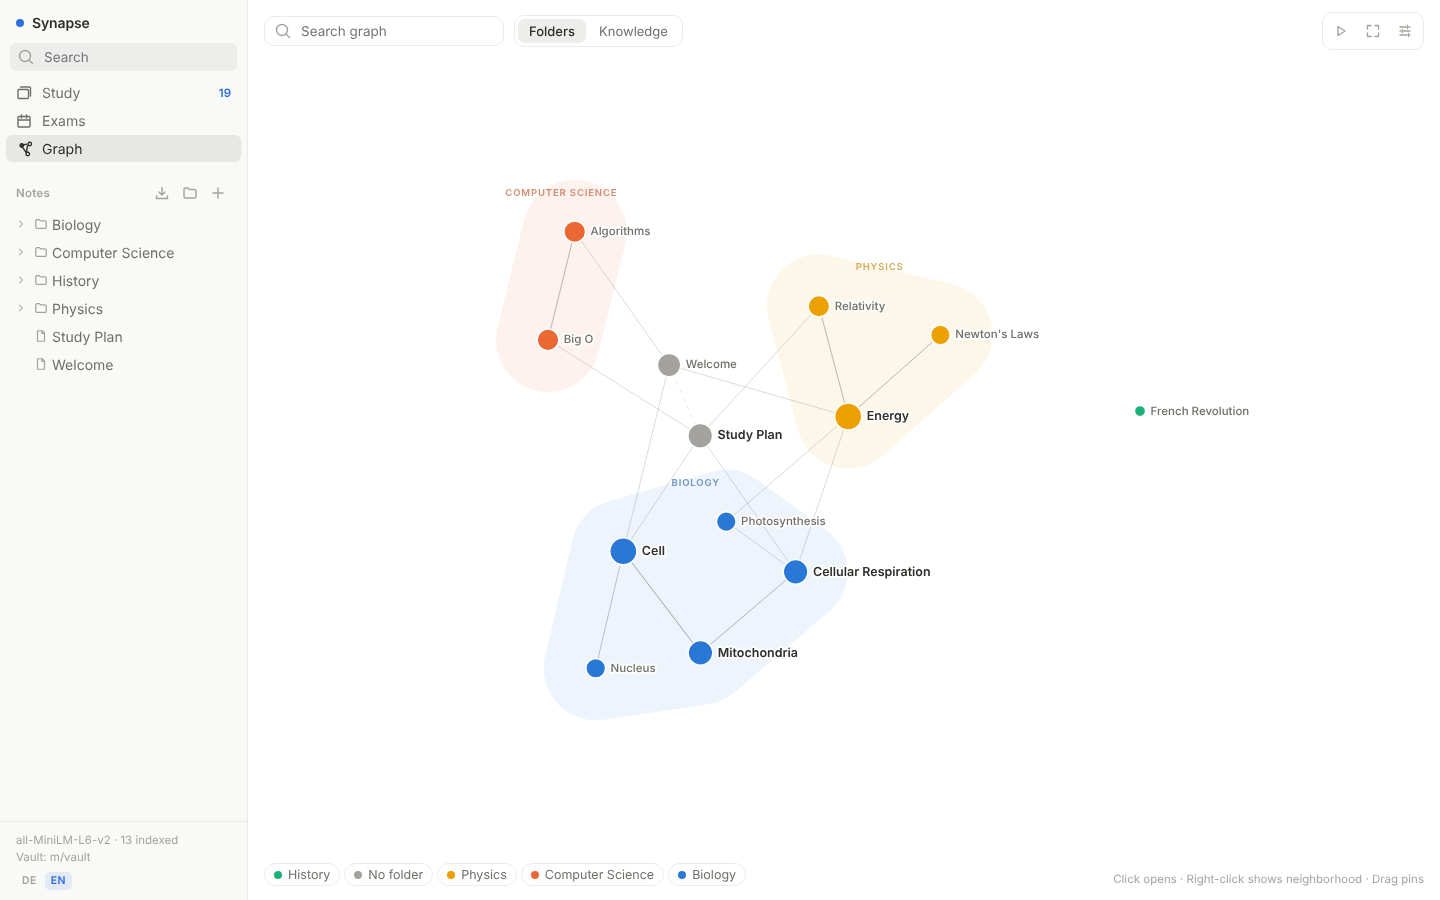 Synapse
Search
Study 19
Exams
Graph
Notes
Biology
Computer Science
History
Physics
Study Plan
Welcome
all-MiniLM-L6-v2 · 13 indexed
Vault: m/vault
DE EN
Search graph
Folders Knowledge
COMPUTER SCIENCE
Algorithms
PHYSICS
Relativity
Newton's Laws
Big O
Welcome
French Revolution
Energy
Study Plan
BIOLOGY
Photosynthesis
Cell
Cellular Respiration
Mitochondria
Nucleus
History No folder Physics Computer Science Biology
Click opens · Right-click shows neighborhood · Drag pins